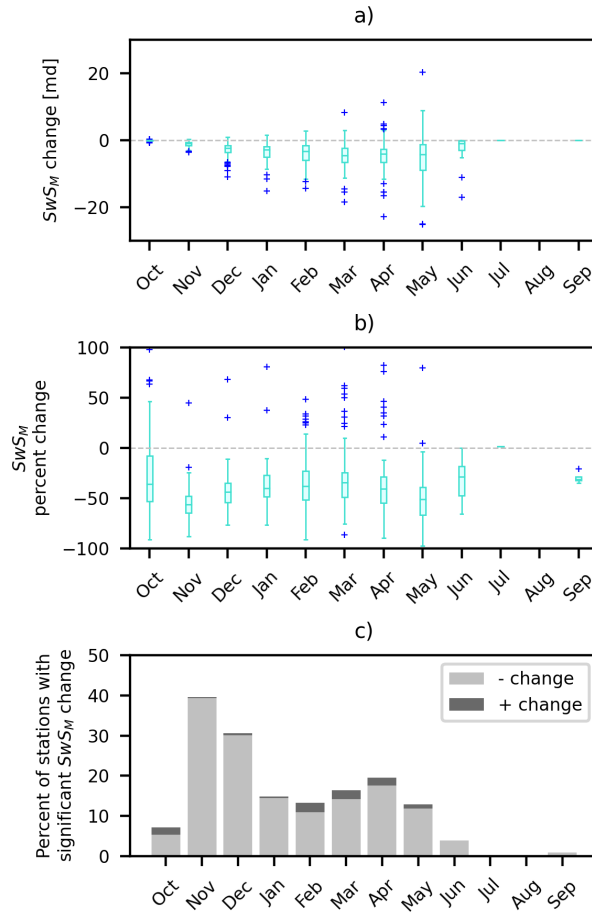 a)
SwS_M change [md]
20
0
−20
Oct Nov Dec Jan Feb Mar Apr May Jun Jul Aug Sep
b)
SwS_M
percent change
100
50
0
−50
−100
Oct Nov Dec Jan Feb Mar Apr May Jun Jul Aug Sep
c)
Percent of stations with
significant SwS_M change
50
40
30
20
10
0
- change
+ change
Oct Nov Dec Jan Feb Mar Apr May Jun Jul Aug Sep